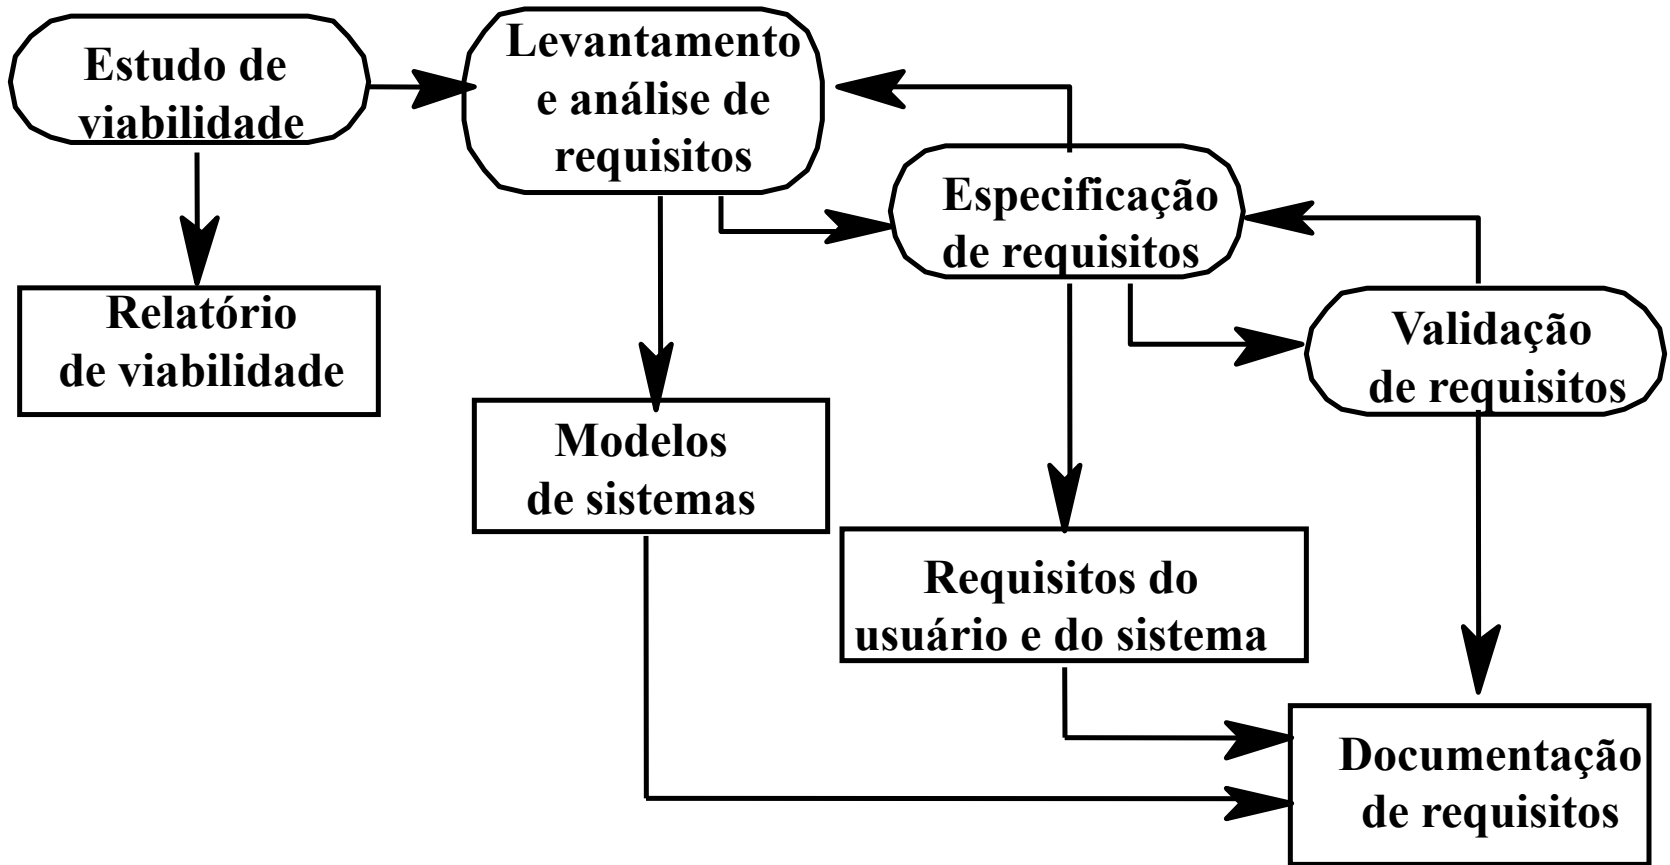 Estudo de
viabilidade
Levantamento
e análise de
requisitos
Especificação
de requisitos
Validação
de requisitos
Relatório
de viabilidade
Modelos
de sistemas
Requisitos do
usuário e do sistema
Documentação
de requisitos